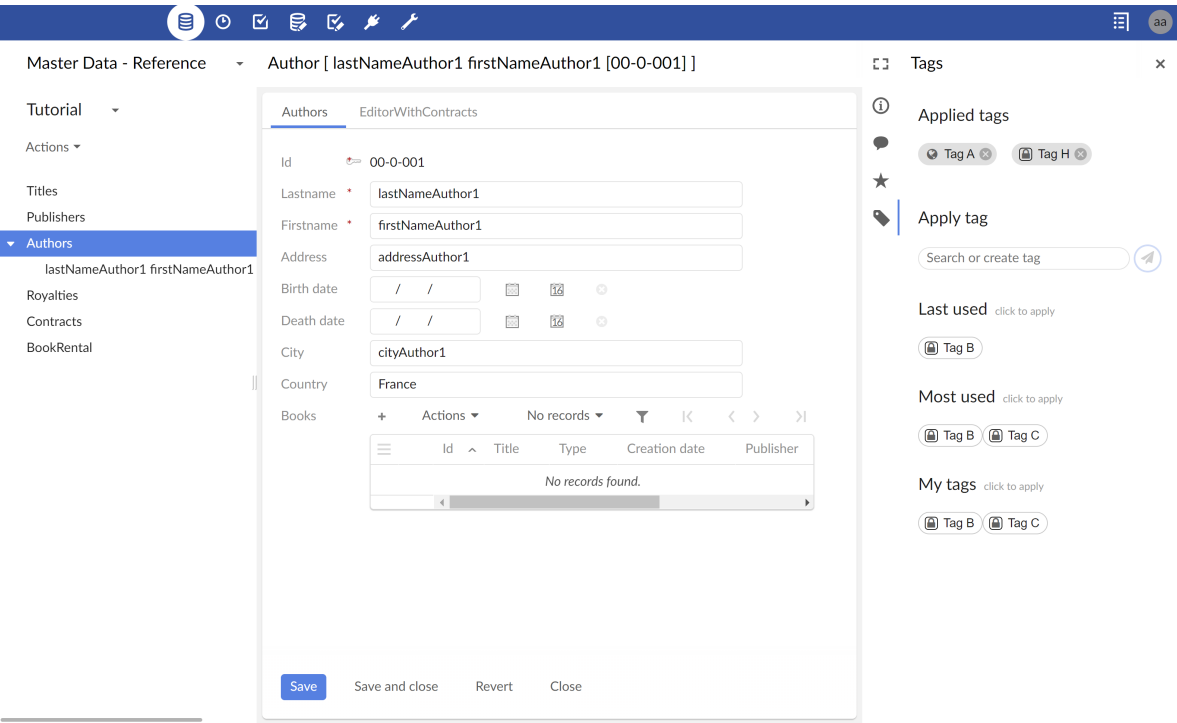 aa
Master Data - Reference
Author [ lastNameAuthor1 firstNameAuthor1 [00-0-001] ]
Tags
Tutorial
Actions
Titles
Publishers
Authors
lastNameAuthor1 firstNameAuthor1
Royalties
Contracts
BookRental
Authors EditorWithContracts
Id * 00-0-001
Lastname * lastNameAuthor1
Firstname * firstNameAuthor1
Address addressAuthor1
Birth date / / 16
Death date / / 16
City cityAuthor1
Country France
Books + Actions No records
Id Title Type Creation date Publisher
No records found.
Save Save and close Revert Close
Applied tags
Tag A Tag H
Apply tag
Search or create tag
Last used click to apply
Tag B
Most used click to apply
Tag B Tag C
My tags click to apply
Tag B Tag C